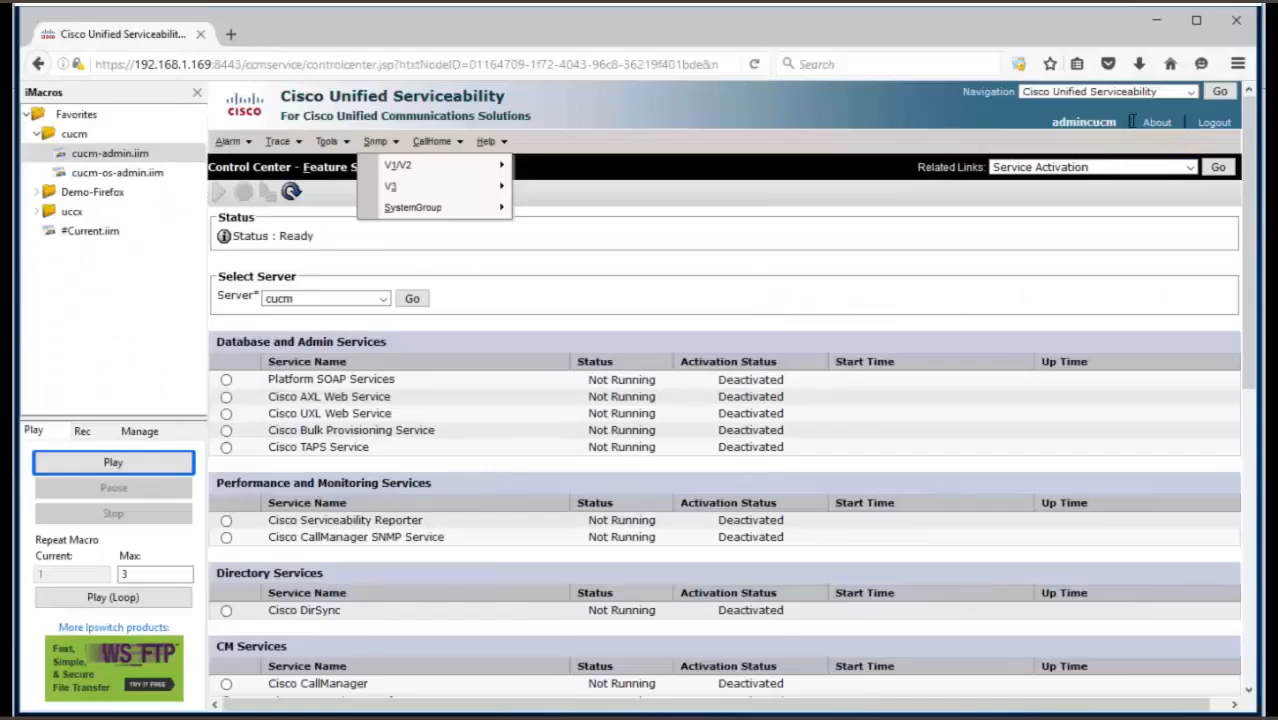 Cisco Unified Serviceabilit...
https://192.168.1.169:8443/ccmservice/controlcenter.jsp?htxtNodeID=01164709-1f72-4043-96c8-36219f401bde&n
Search
iMacros
Favorites
cucm
cucm-admin.iim
cucm-os-admin.iim
Demo-Firefox
uccx
#Current.iim
Play Rec Manage
Play
Pause
Stop
Repeat Macro
Current: Max:
1 3
Play (Loop)
More Ipswitch products:
Fast,
Simple,
& Secure
File Transfer
WS_FTP
TRY IT FREE
CISCO
Cisco Unified Serviceability
For Cisco Unified Communications Solutions
Navigation Cisco Unified Serviceability Go
admincucm | About | Logout
Alarm Trace Tools Snmp CallHome Help
V1/V2
V3
SystemGroup
Control Center - Feature S
Related Links: Service Activation Go
Status
Status : Ready
Select Server
Server* cucm Go
Database and Admin Services
Service Name Status Activation Status Start Time Up Time
Platform SOAP Services Not Running Deactivated
Cisco AXL Web Service Not Running Deactivated
Cisco UXL Web Service Not Running Deactivated
Cisco Bulk Provisioning Service Not Running Deactivated
Cisco TAPS Service Not Running Deactivated
Performance and Monitoring Services
Service Name Status Activation Status Start Time Up Time
Cisco Serviceability Reporter Not Running Deactivated
Cisco CallManager SNMP Service Not Running Deactivated
Directory Services
Service Name Status Activation Status Start Time Up Time
Cisco DirSync Not Running Deactivated
CM Services
Service Name Status Activation Status Start Time Up Time
Cisco CallManager Not Running Deactivated